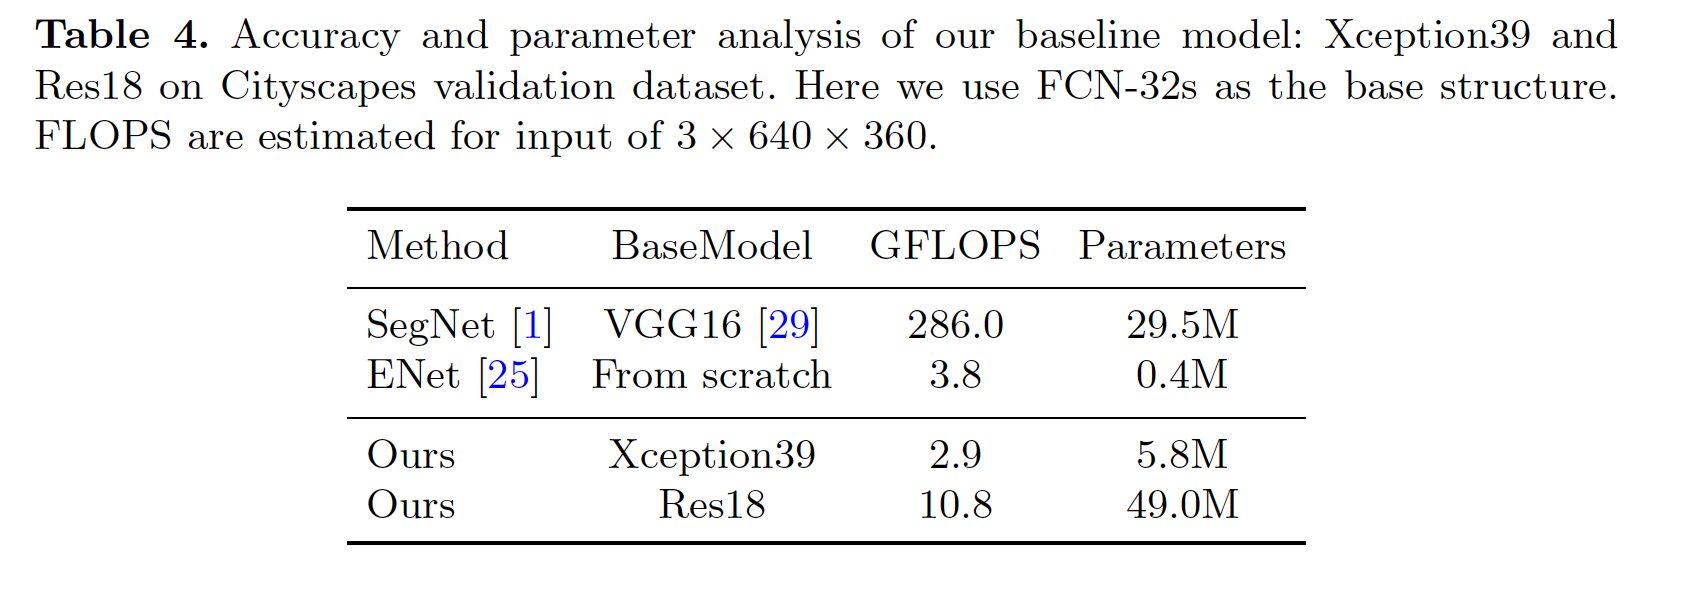 Table 4. Accuracy and parameter analysis of our baseline model: Xception39 and
Res18 on Cityscapes validation dataset. Here we use FCN-32s as the base structure.
FLOPS are estimated for input of 3 × 640 × 360.
Method BaseModel GFLOPS Parameters
SegNet [1] VGG16 [29] 286.0 29.5M
ENet [25] From scratch 3.8 0.4M
Ours Xception39 2.9 5.8M
Ours Res18 10.8 49.0M